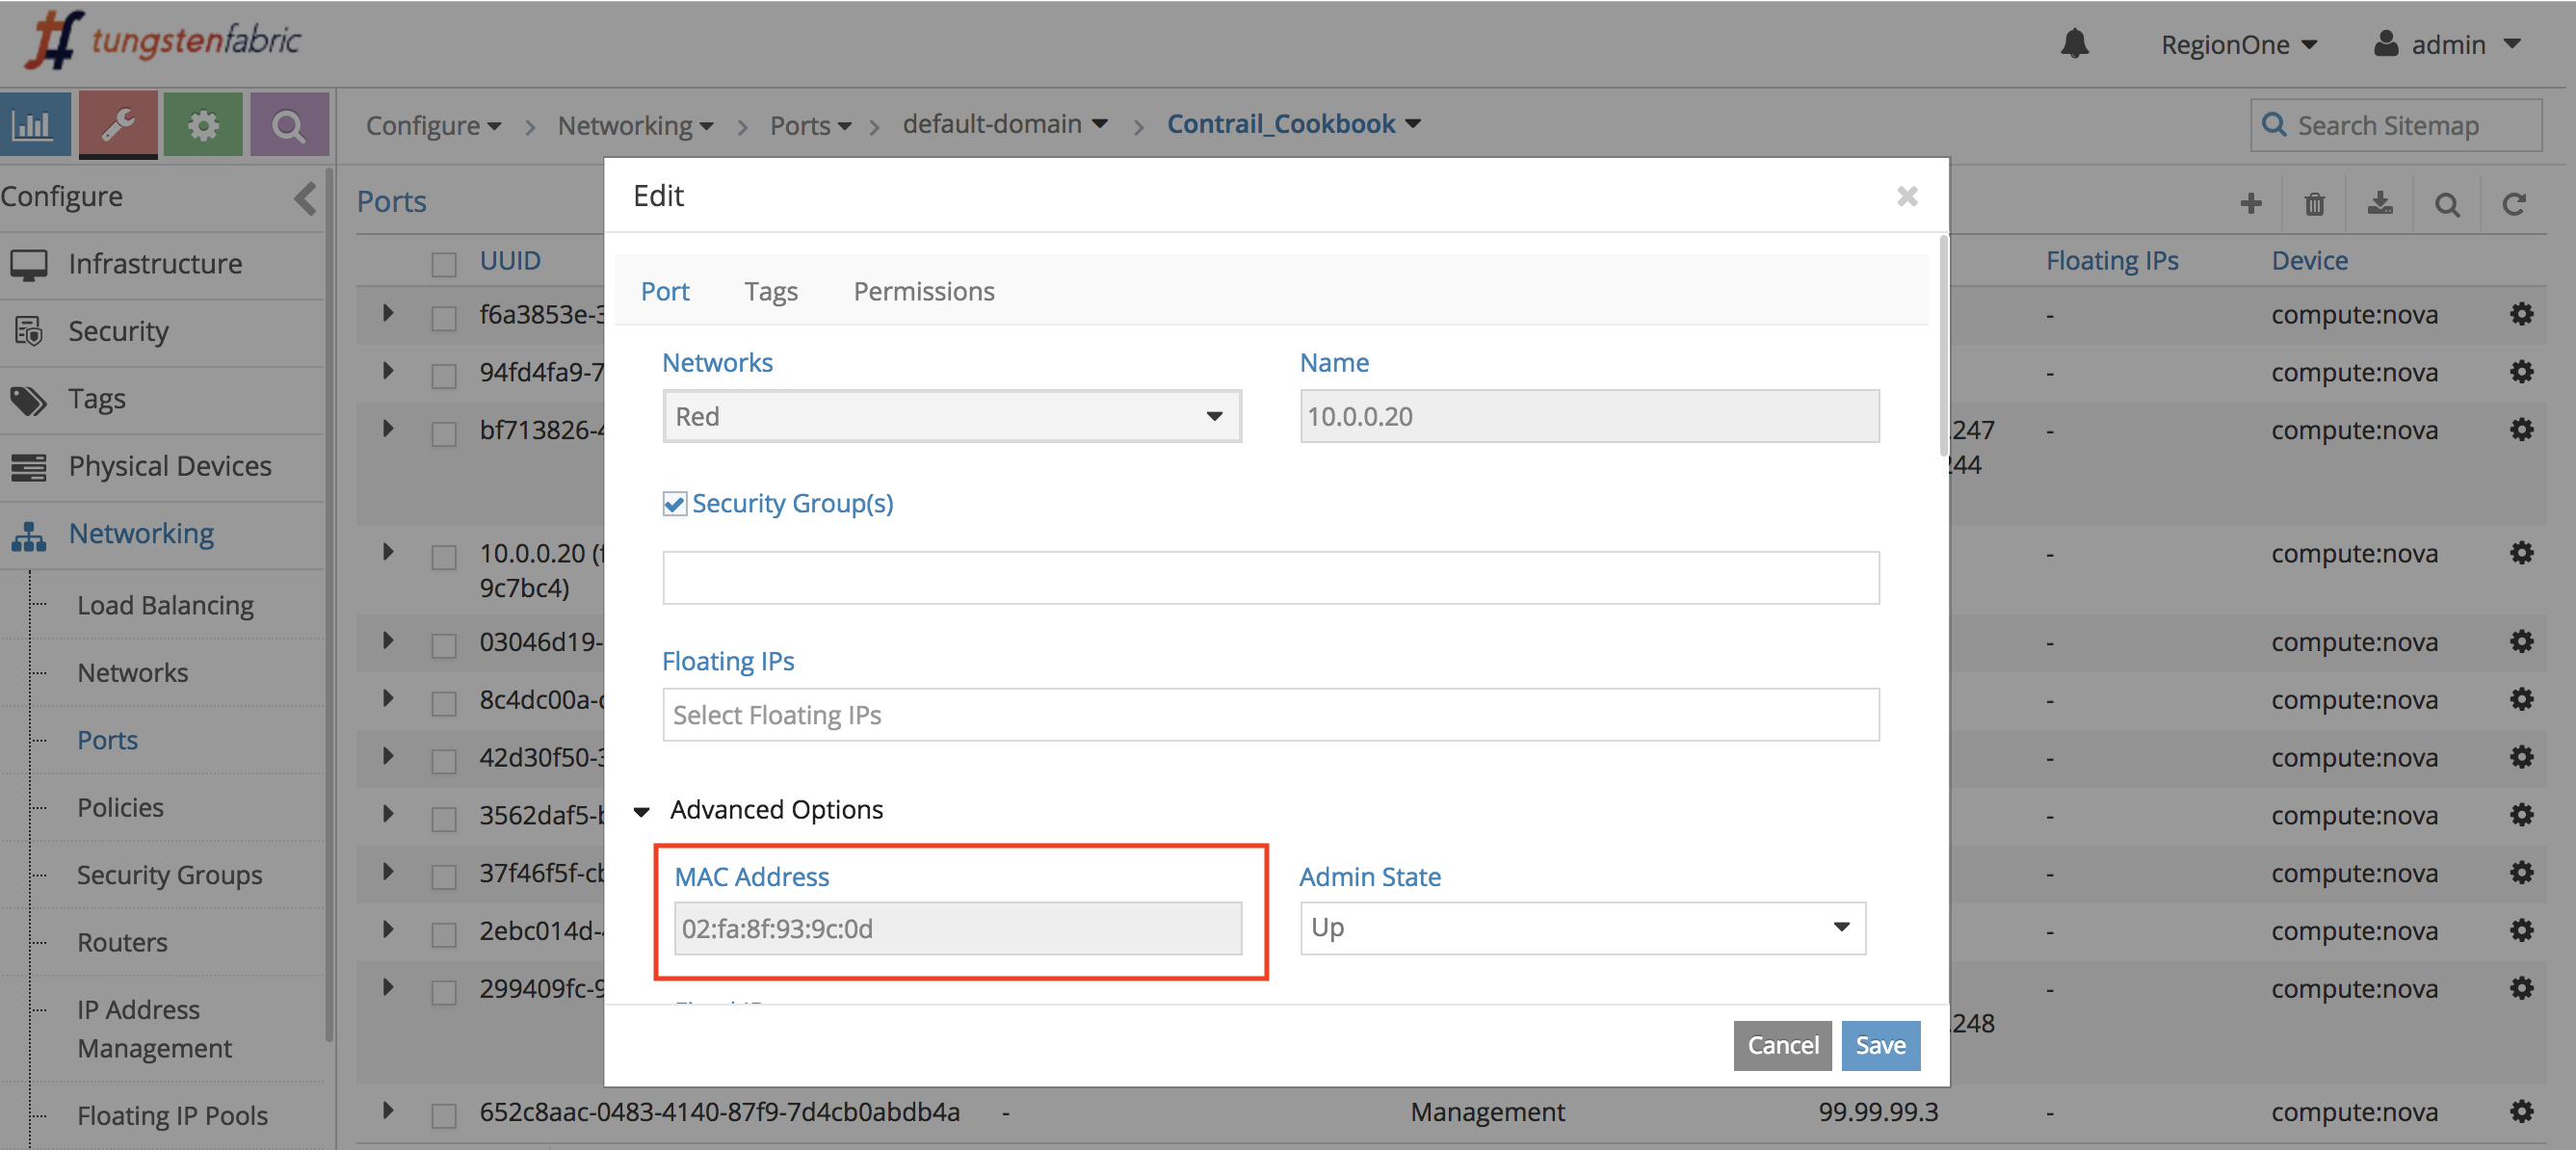 tungstenfabric
RegionOne
admin
Configure
Networking
Ports
default-domain
Contrail_Cookbook
Search Sitemap
Configure
Infrastructure
Security
Tags
Physical Devices
Networking
Load Balancing
Networks
Ports
Policies
Security Groups
Routers
IP Address
Management
Floating IP Pools
Ports
UUID
Floating IPs
Device
f6a3853e-3
-
compute:nova
94fd4fa9-7
-
compute:nova
bf713826-4
.247
-
compute:nova
244
10.0.0.20 (f
-
compute:nova
9c7bc4)
03046d19-
-
compute:nova
8c4dc00a-c
-
compute:nova
42d30f50-3
-
compute:nova
3562daf5-b
-
compute:nova
37f46f5f-cb
-
compute:nova
2ebc014d-4
-
compute:nova
299409fc-9
-
compute:nova
.248
652c8aac-0483-4140-87f9-7d4cb0abdb4a
-
Management
99.99.99.3
-
compute:nova
Edit
Port
Tags
Permissions
Networks
Name
Red
10.0.0.20
Security Group(s)
Floating IPs
Select Floating IPs
Advanced Options
MAC Address
Admin State
02:fa:8f:93:9c:0d
Up
Cancel
Save